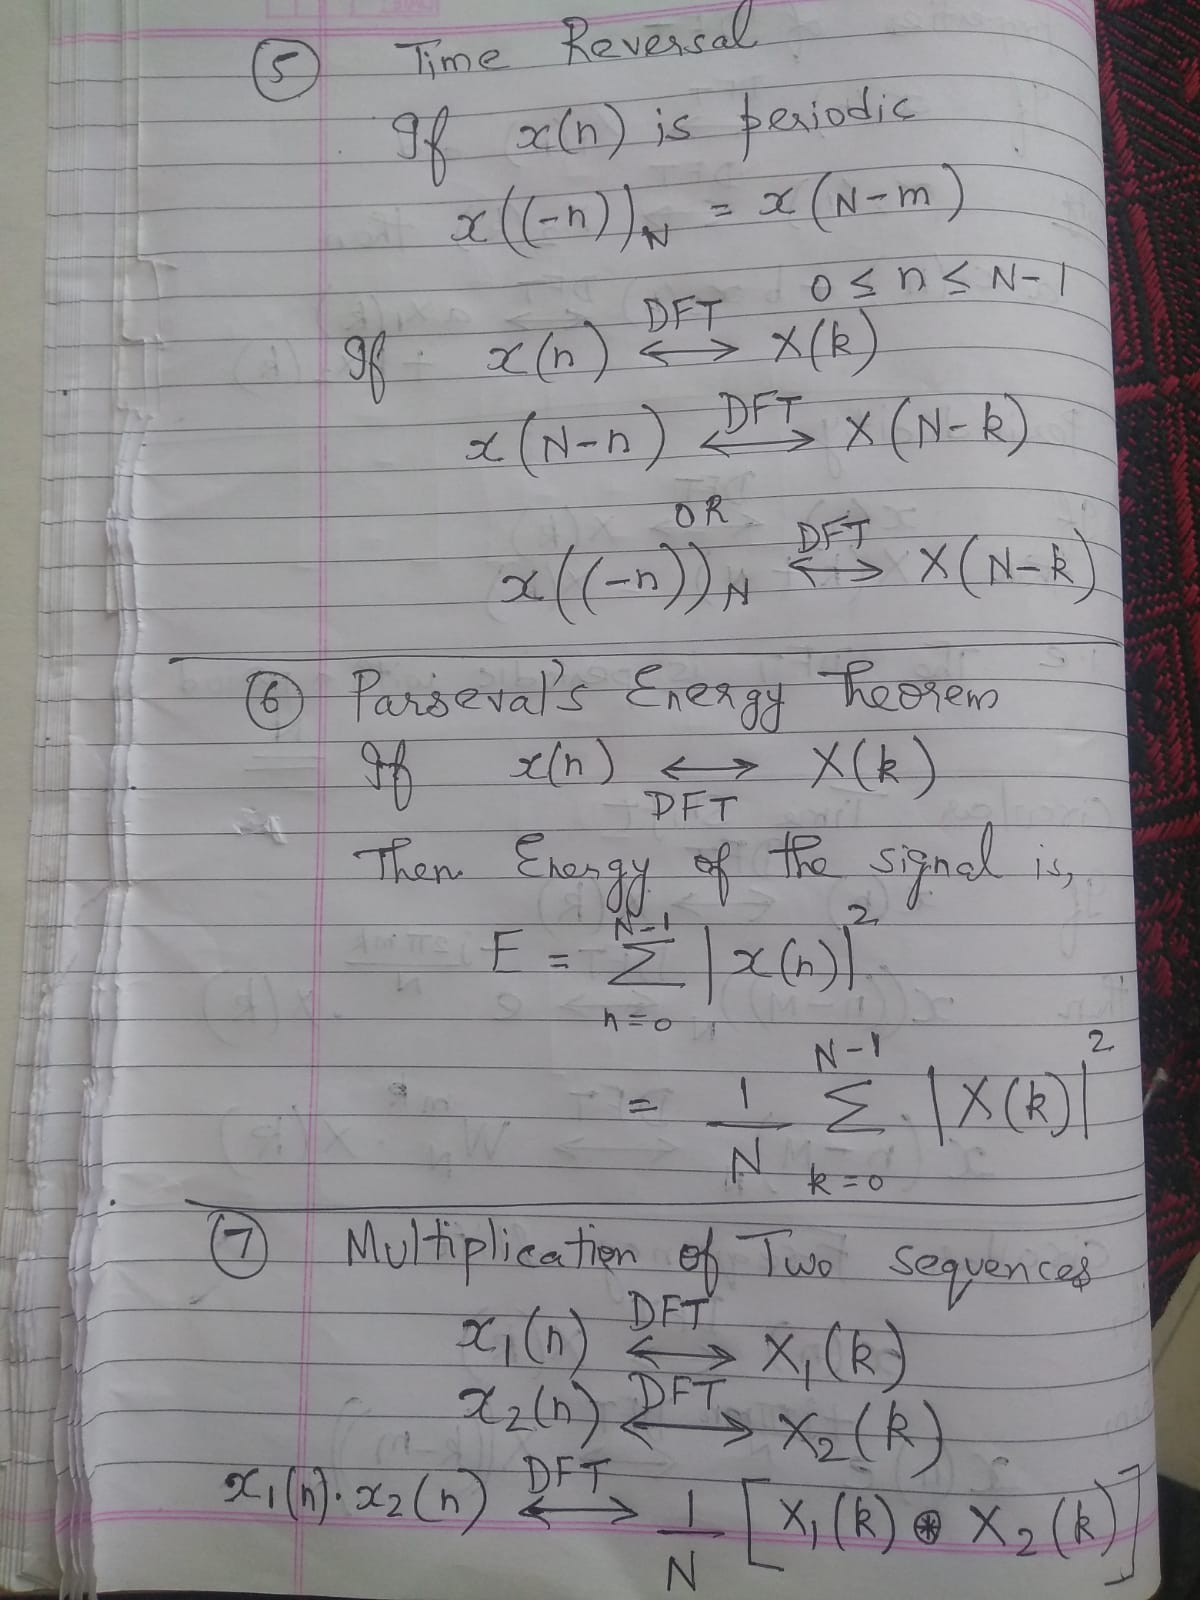 ⑤ Time Reversal
If x(n) is periodic
x((-n))_N = x(N-m)
0 ≤ n ≤ N-1
If x(n) <-DFT-> X(k)
x(N-n) <-DFT-> X(N-k)
OR
x((-n))_N <-DFT-> X(N-k)
⑥ Parseval's Energy Theorem
If x(n) <-DFT-> X(k)
Then Energy of the signal is,
E = Σ_{n=0}^{N-1} |x(n)|^2
= 1/N Σ_{k=0}^{N-1} |X(k)|^2
⑦ Multiplication of Two sequences
x₁(n) <-DFT-> X₁(k)
x₂(n) <-DFT-> X₂(k)
x₁(n)·x₂(n) <-DFT-> 1/N [X₁(k) ⊛ X₂(k)]